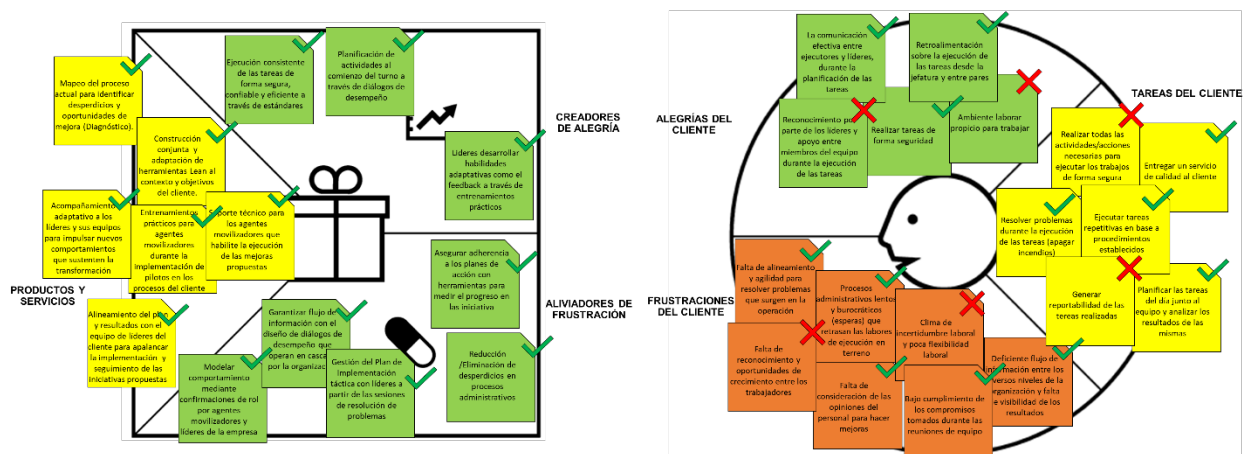 Mapeo del proceso
actual para identificar
desperdicios y
oportunidades de
mejora (Diagnóstico).
Ejecución consistente
de las tareas de
forma segura,
confiable y eficiente a
través de estándares
Planificación de
actividades al
comienzo del turno a
través de diálogos de
desempeño
CREADORES
DE ALEGRÍA
Construcción
conjunta y
adaptación de
herramientas Lean al
contexto y objetivos
del cliente.
Lideres desarrollar
habilidades
adaptativas como el
feedback a través de
entrenamientos
prácticos
Acompañamiento
adaptativo a los
líderes y sus equipos
para impulsar nuevos
comportamientos
que sustenten la
transformación
Entrenamientos
prácticos para
agentes
movilizadores
durante la
implementación de
pilotos en los
procesos del cliente
Soporte técnico para
los agentes
movilizadores que
habilite la ejecución
de las mejoras
propuestas
PRODUCTOS Y
SERVICIOS
Asegurar adherencia
a los planes de
acción con
herramientas para
medir el progreso en
las iniciativa
ALIVIADORES DE
FRUSTRACIÓN
Alineamiento del plan
y resultados con el
equipo de lideres del
cliente para apalancar
la implementación y
seguimiento de las
iniciativas propuestas
Garantizar flujo de
información con el
diseño de diálogos de
desempeño que
operan en
por la
Modelar
comportamiento
mediante
confirmaciones de rol
por agentes
movilizadores y
líderes de la empresa
Gestión del Plan de
Implementación
táctica con líderes a
partir de las sesiones
de resolución de
problemas
Reducción
/Eliminación de
desperdicios en
procesos
administrativos
La comunicación
efectiva entre
ejecutores y líderes,
durante la
planificación de las
tareas
Retroalimentación
sobre la ejecución de
las tareas desde la
jefatura y entre pares
ALEGRÍAS DEL
CLIENTE
Reconocimiento por
parte de los líderes y
apoyo entre
miembros del equipo
durante la ejecución
de las tareas
Realizar tareas de
forma seguridad
Ambiente laboral
propicio para trabajar
TAREAS DEL CLIENTE
Realizar todas las
actividades/acciones
necesarias para
ejecutar los trabajos
de forma segura
Entregar un servicio
de calidad al cliente
Resolver problemas
durante la ejecución
de las tareas (apagar
incendios)
Ejecutar tareas
repetitivas en base a
procedimientos
establecidos
Generar
reportabilidad de las
tereas realizadas
Planificar las tareas
del día junto al
equipo y analizar los
resultados de las
mismas
FRUSTRACIONES
DEL CLIENTE
Falta de alineamiento
y agilidad para
resolver problemas
que surgen en la
operación
Procesos
administrativos lentos
y burocráticos
(esperas) que
retrasan las labores
de ejecución en
terreno
Clima de
incertidumbre laboral
y poca flexibilidad
laboral
Falta de
reconocimiento y
oportunidades de
crecimiento entre los
trabajadores
Falta de
consideración de las
opiniones del
personal para hacer
mejoras
Bajo cumplimiento de
los compromisos
tomados durante las
reuniones de equipo
Deficiente flujo de
información entre los
diversos niveles de la
organización y falta
de visibilidad de los
resultados